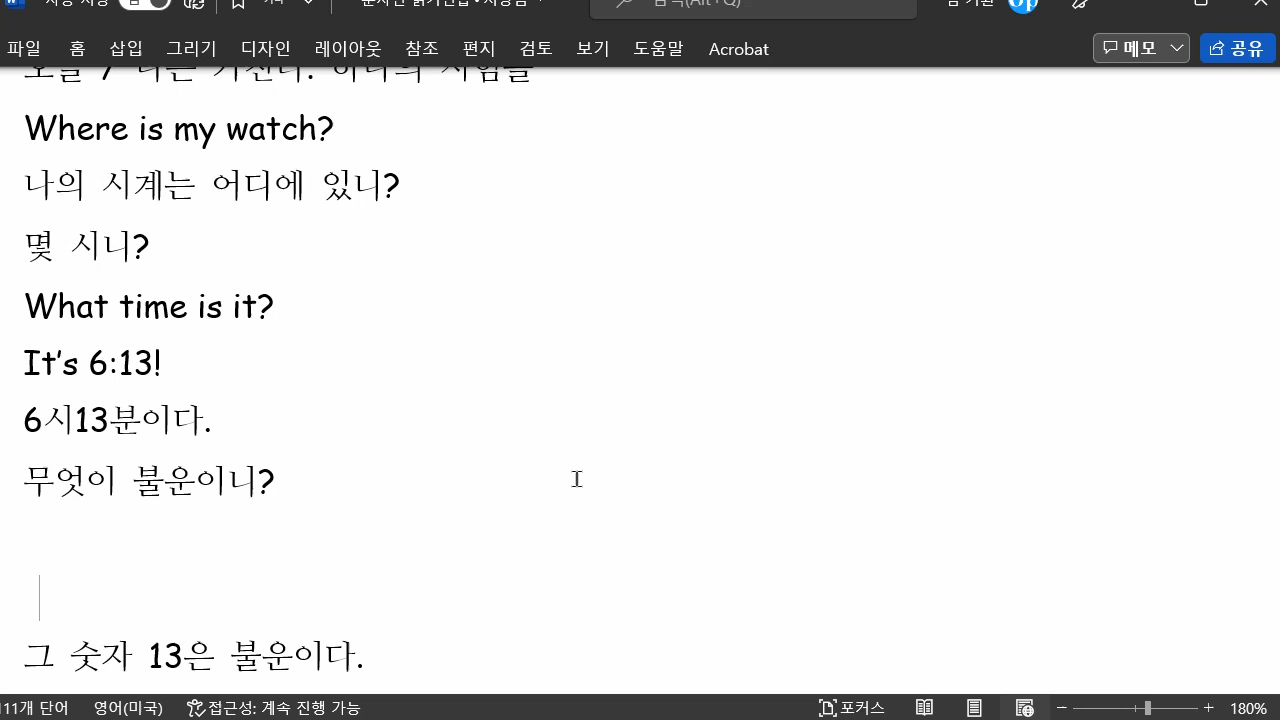 파일 홈 삽입 그리기 디자인 레이아웃 참조 편지 검토 보기 도움말 Acrobat 메모 공유
Where is my watch?
나의 시계는 어디에 있니?
몇 시니?
What time is it?
It's 6:13!
6시13분이다.
무엇이 불운이니?
그 숫자 13은 불운이다.
111개 단어 영어(미국) 접근성: 계속 진행 가능 포커스 180%